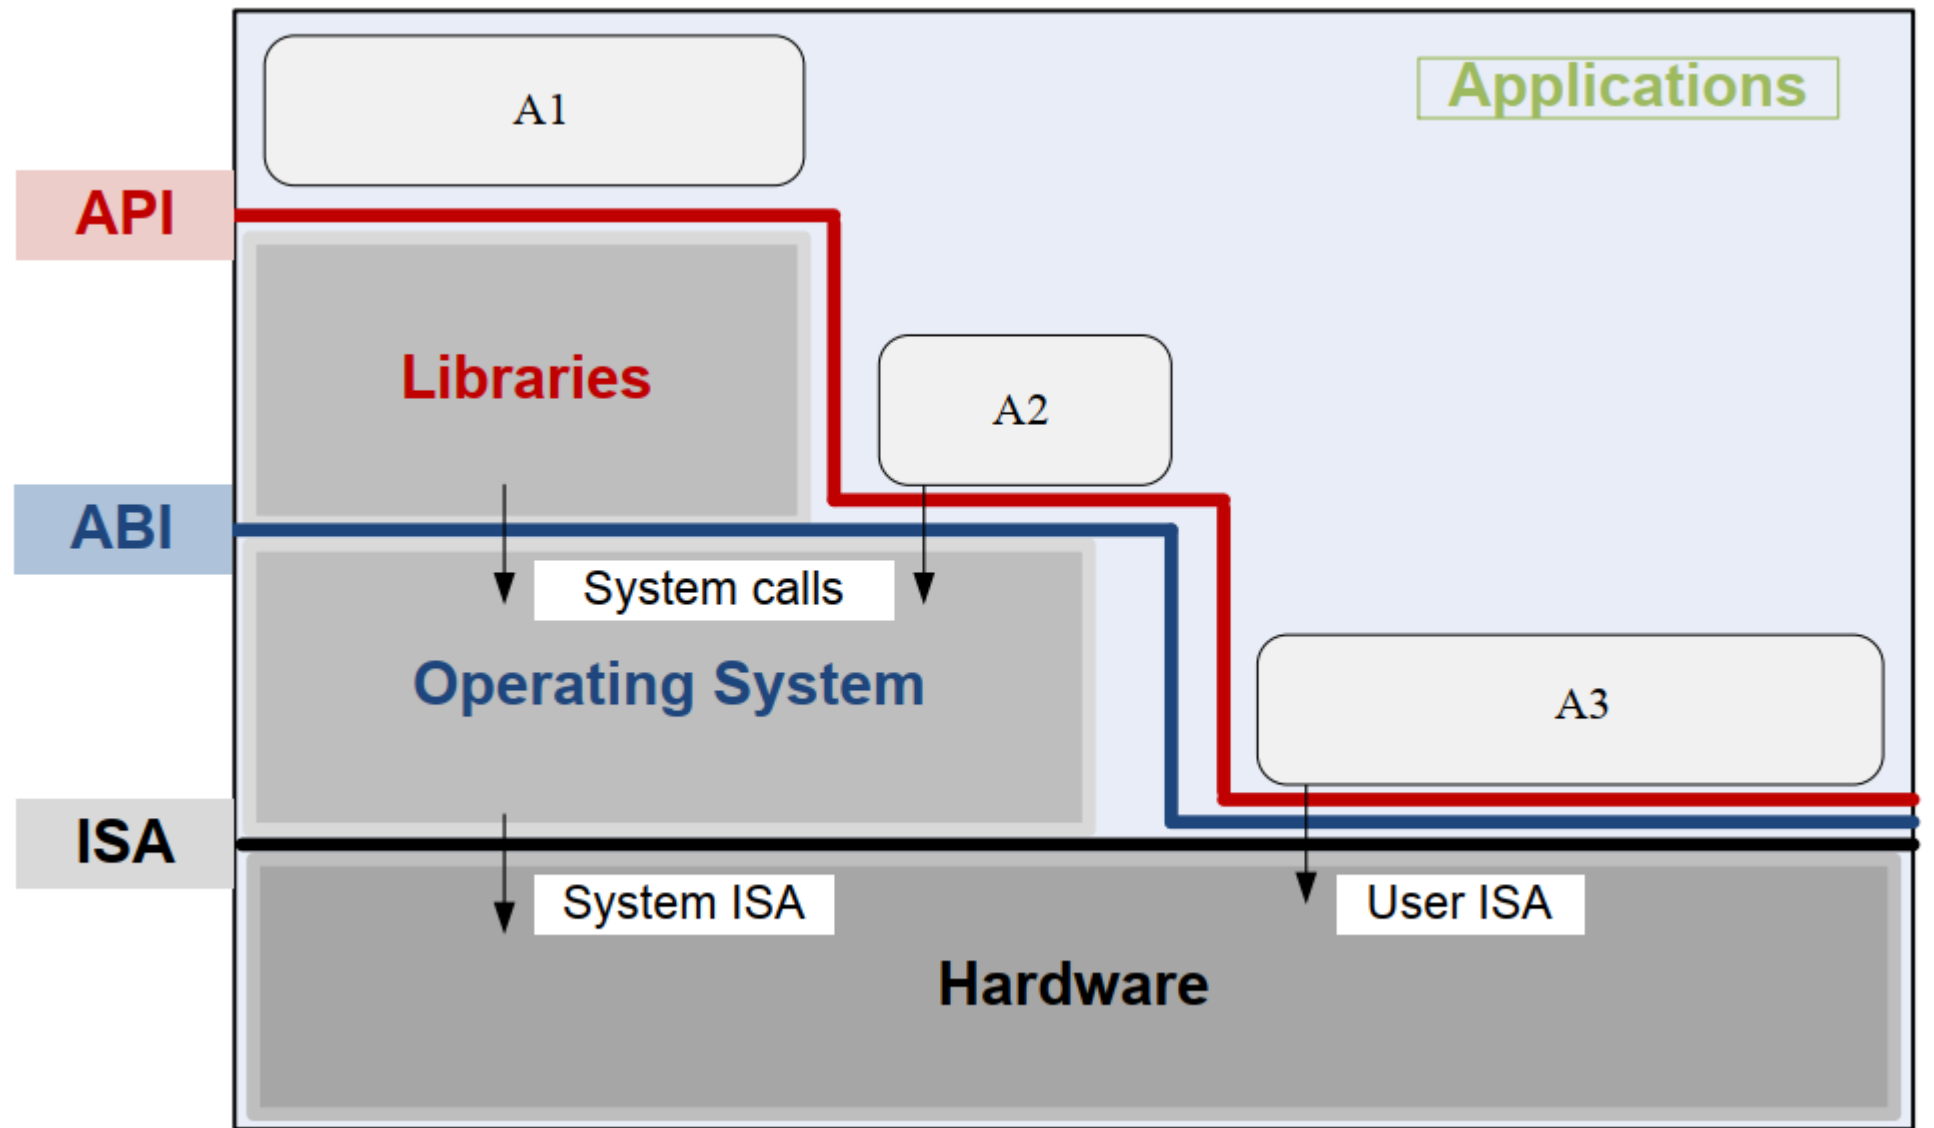 A1
Applications
API
Libraries
A2
ABI
System calls
Operating System
A3
ISA
System ISA
User ISA
Hardware